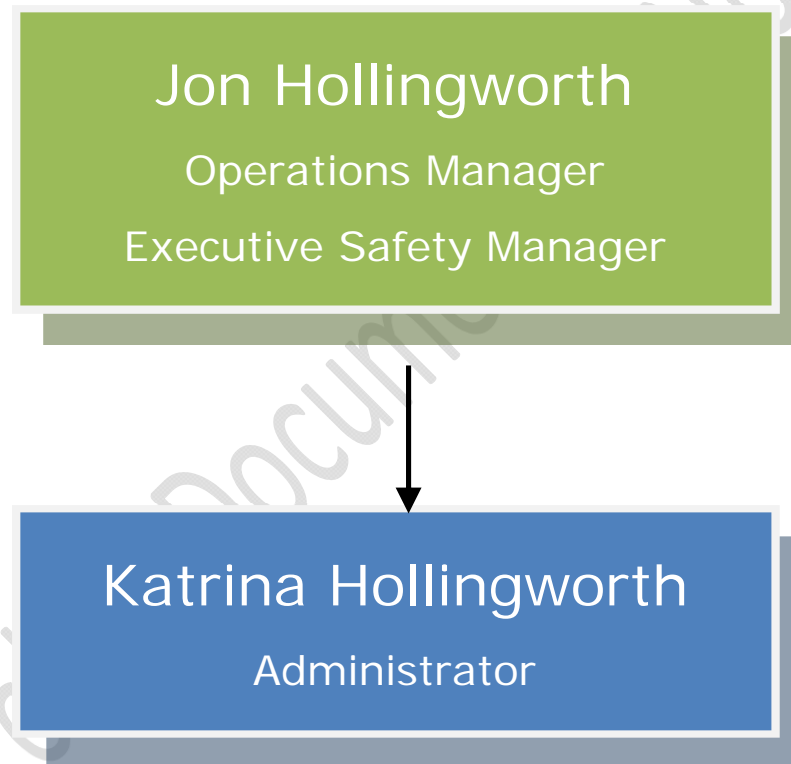 Jon Hollingworth
Operations Manager
Executive Safety Manager
Katrina Hollingworth
Administrator